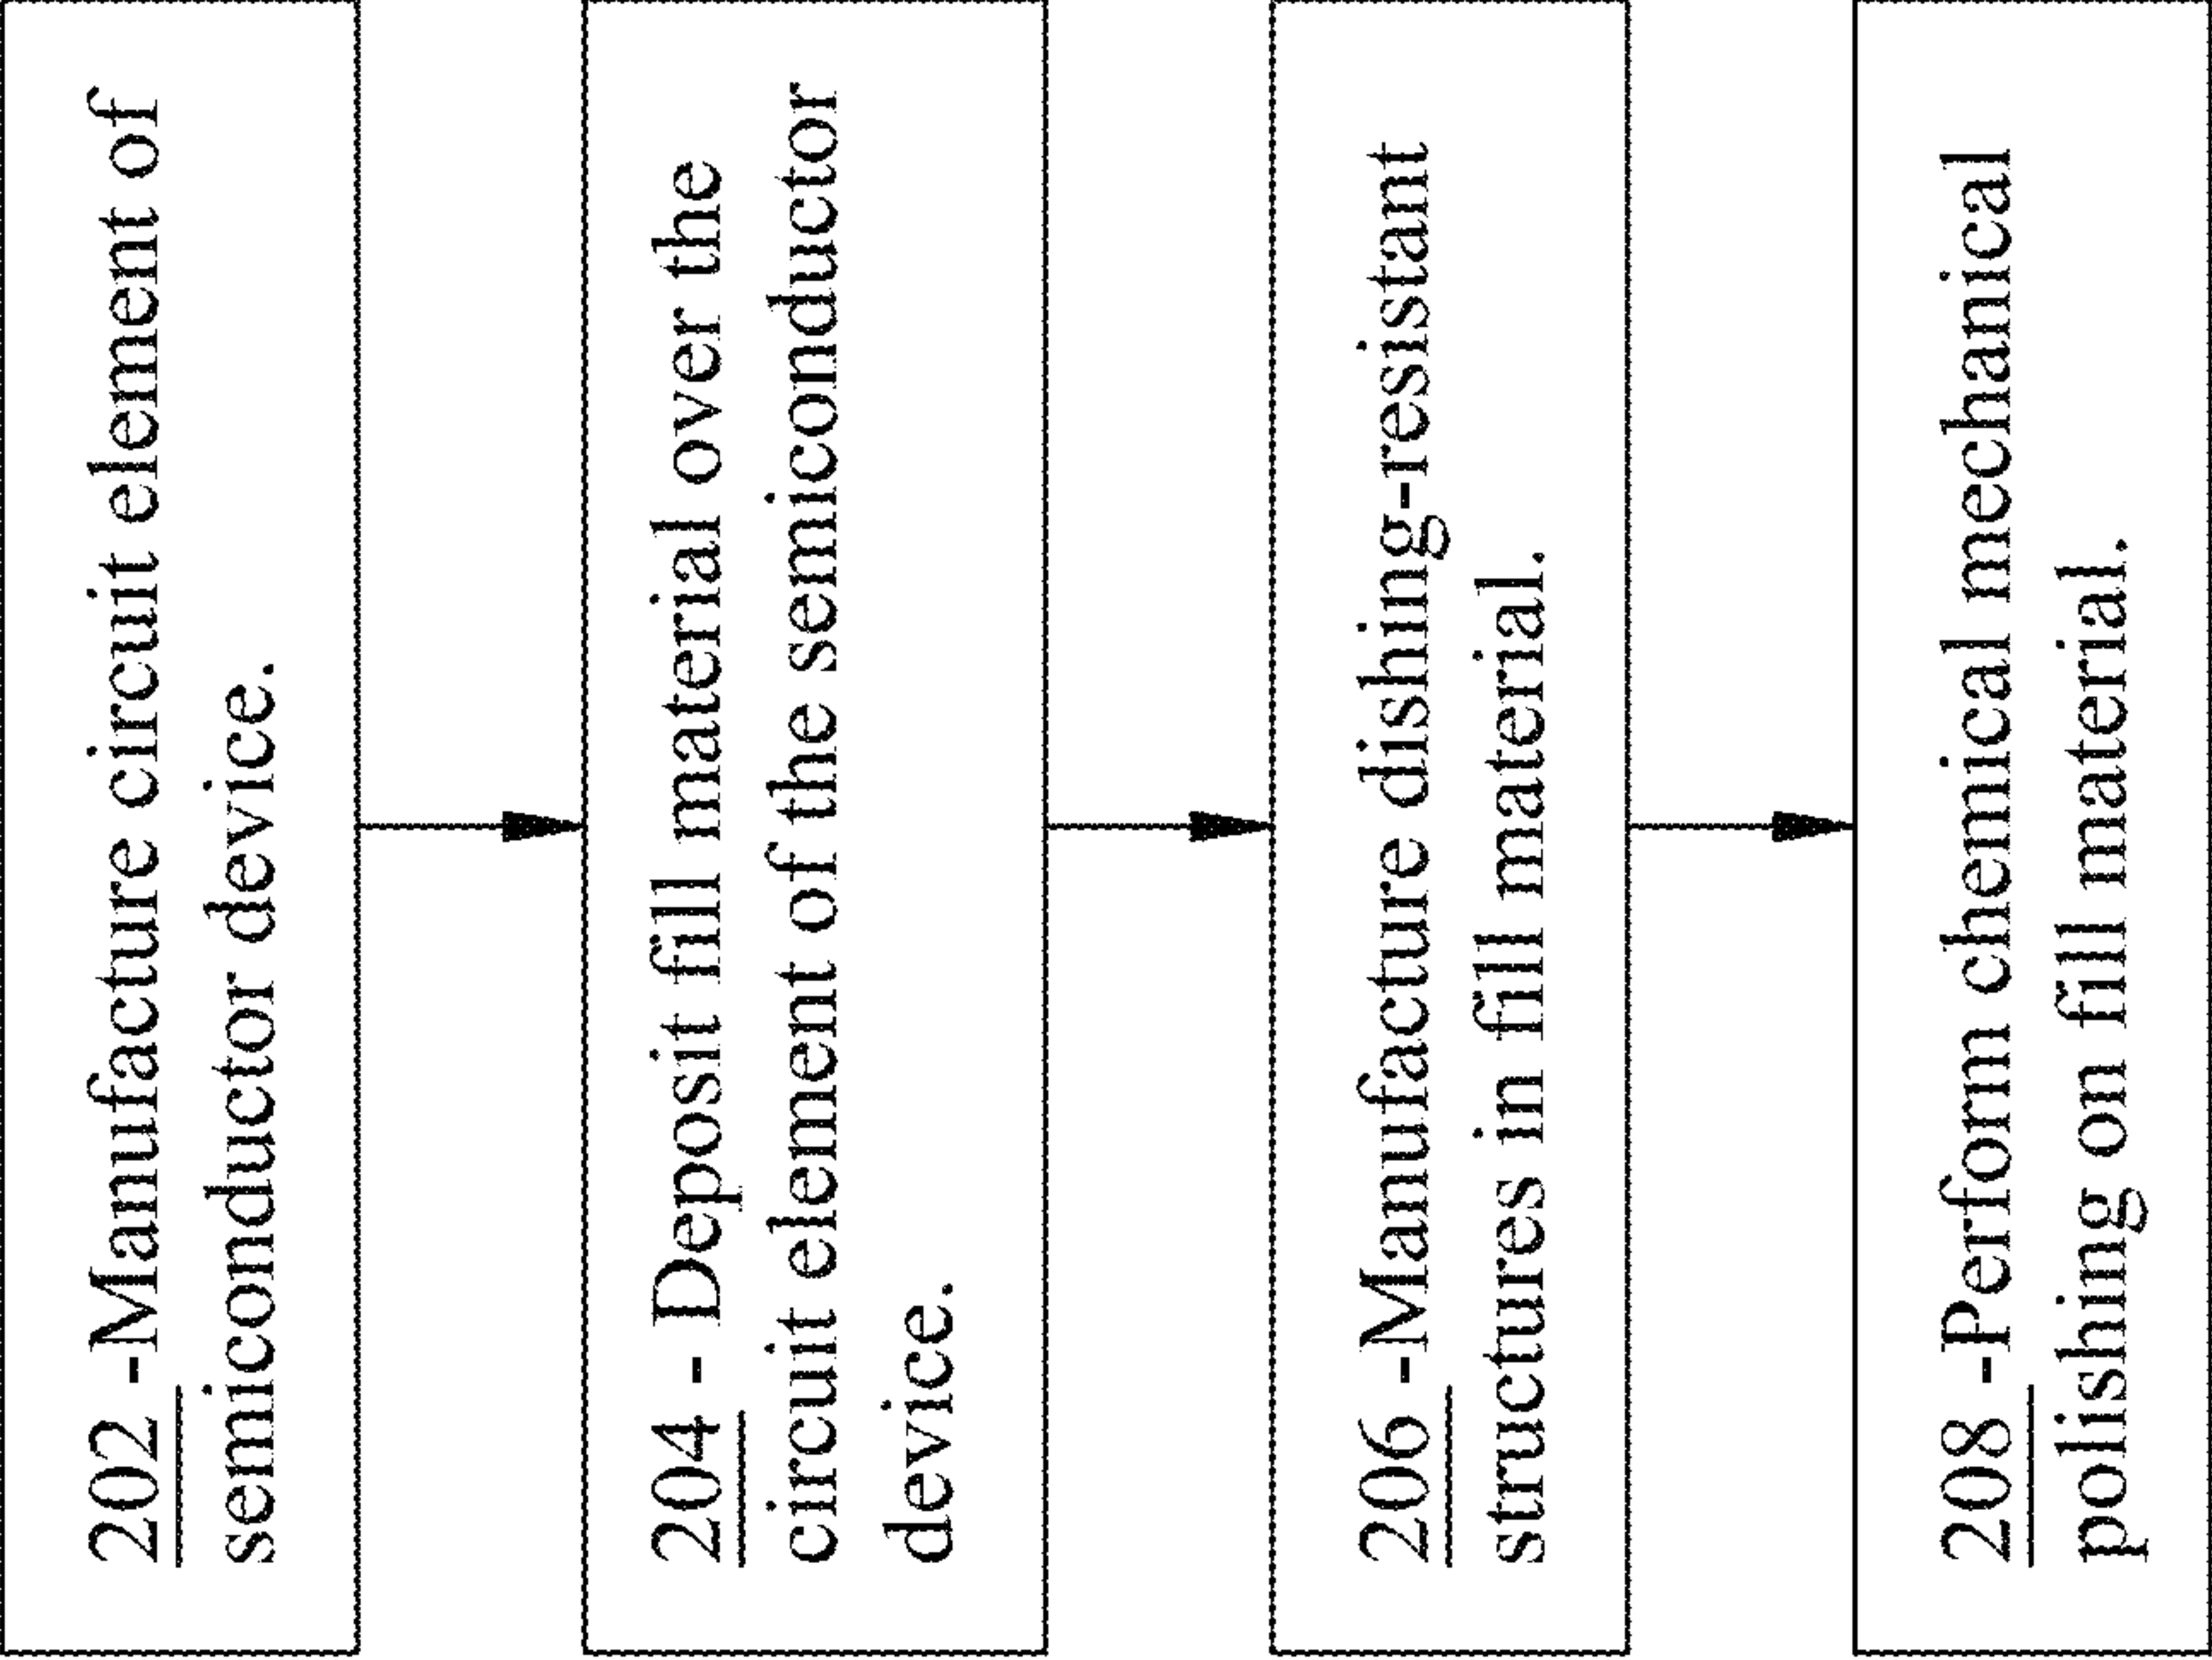 202 -Manufacture circuit element of
semiconductor device.
204 - Deposit fill material over the
circuit element of the semiconductor
device.
206 -Manufacture dishing-resistant
structures in fill material.
208 -Perform chemical mechanical
polishing on fill material.